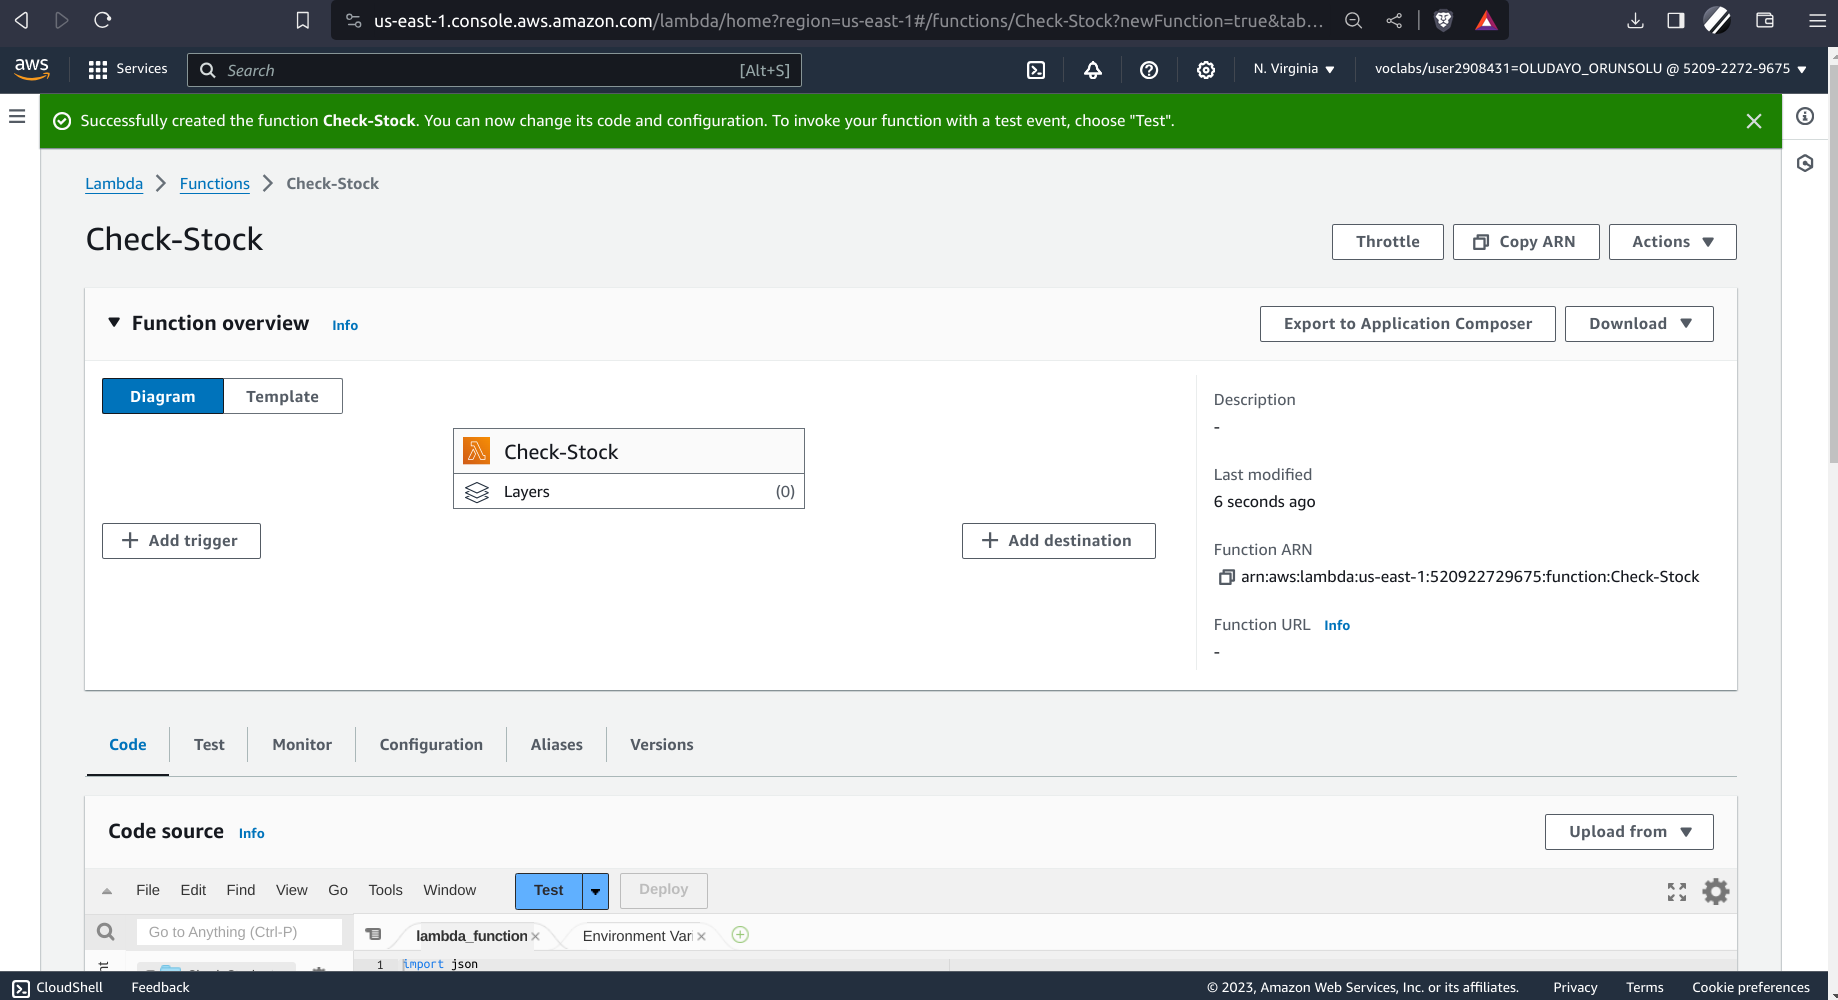 us-east-1.console.aws.amazon.com/lambda/home?region=us-east-1#/functions/Check-Stock?newFunction=true&tab...
aws Services Search [Alt+S] N. Virginia voclabs/user2908431=OLUDAYO_ORUNSOLU @ 5209-2272-9675
Successfully created the function Check-Stock. You can now change its code and configuration. To invoke your function with a test event, choose "Test".
Lambda Functions Check-Stock
Check-Stock
Throttle Copy ARN Actions
Function overview Info
Export to Application Composer Download
Diagram Template
Check-Stock
Layers (0)
Add trigger
Add destination
Description
-
Last modified
6 seconds ago
Function ARN
arn:aws:lambda:us-east-1:520922729675:function:Check-Stock
Function URL Info
-
Code Test Monitor Configuration Aliases Versions
Code source Info
Upload from
File Edit Find View Go Tools Window Test Deploy
Go to Anything (Ctrl-P)
lambda_function Environment Var
1 import json
CloudShell Feedback © 2023, Amazon Web Services, Inc. or its affiliates. Privacy Terms Cookie preferences